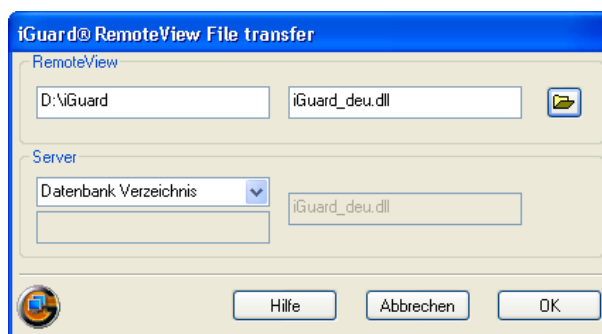 iGuard® RemoteView File transfer
RemoteView
D:\iGuard
iGuard_deu.dll
Server
Datenbank Verzeichnis
iGuard_deu.dll
Hilfe
Abbrechen
OK